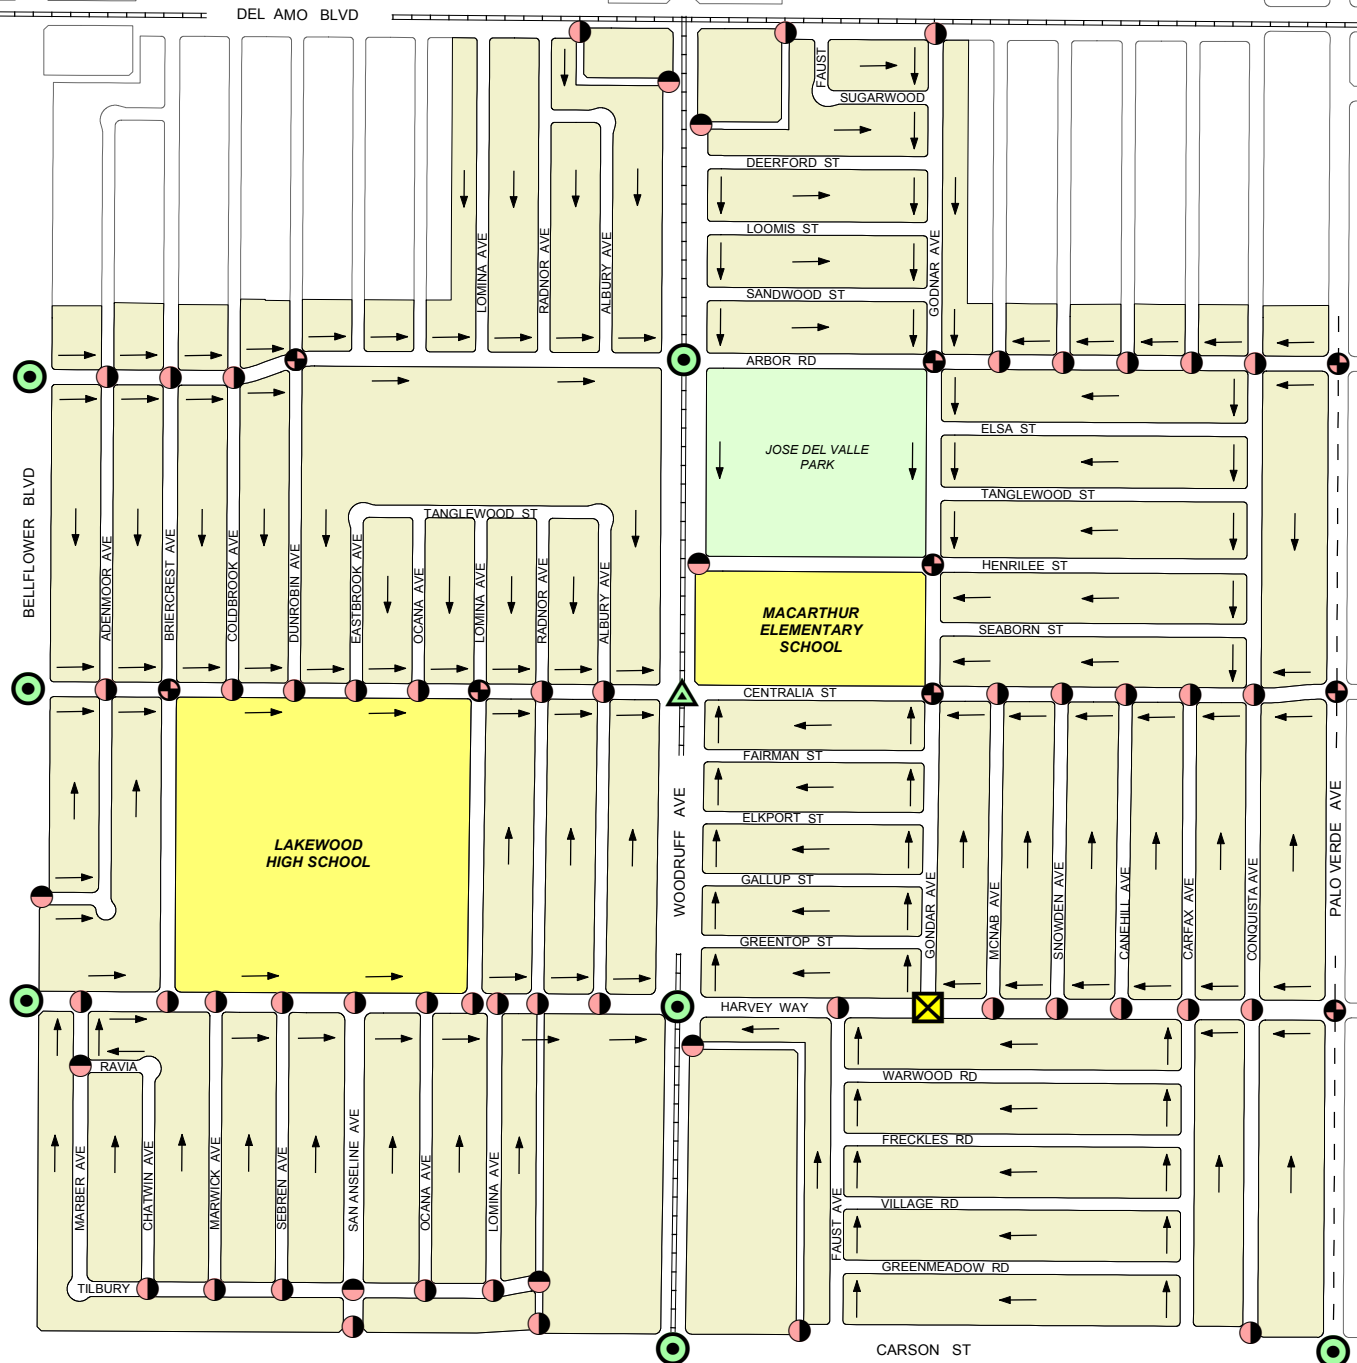 DEL AMO BLVD
FAUST
SUGARWOOD
DEERFORD ST
LOOMIS ST
SANDWOOD ST
ARBOR RD
LOMINA AVE
RADNOR AVE
ALBURY AVE
GODNAR AVE
JOSE DEL VALLE
PARK
ELSA ST
TANGLEWOOD ST
HENRILEE ST
SEABORN ST
BELLFLOWER BLVD
ADENMOOR AVE
BRIERCREST AVE
COLDBROOK AVE
DUNROBIN AVE
EASTBROOK AVE
OCANA AVE
LOMINA AVE
RADNOR AVE
ALBURY AVE
TANGLEWOOD ST
MACARTHUR
ELEMENTARY
SCHOOL
CENTRALIA ST
FAIRMAN ST
ELKPORT ST
GALLUP ST
GREENTOP ST
HARVEY WAY
LAKEWOOD
HIGH SCHOOL
WOODRUFF AVE
GONDAR AVE
MCNAB AVE
SNOWDEN AVE
CANEHILL AVE
CARFAX AVE
CONQUISTA AVE
PALO VERDE AVE
RAVIA
MARBER AVE
CHATWIN AVE
MARWICK AVE
SEBREN AVE
SAN ANSELINE AVE
OCANA AVE
LOMINA AVE
TILBURY
FAUST AVE
WARWOOD RD
FRECKLES RD
VILLAGE RD
GREENMEADOW RD
CARSON ST